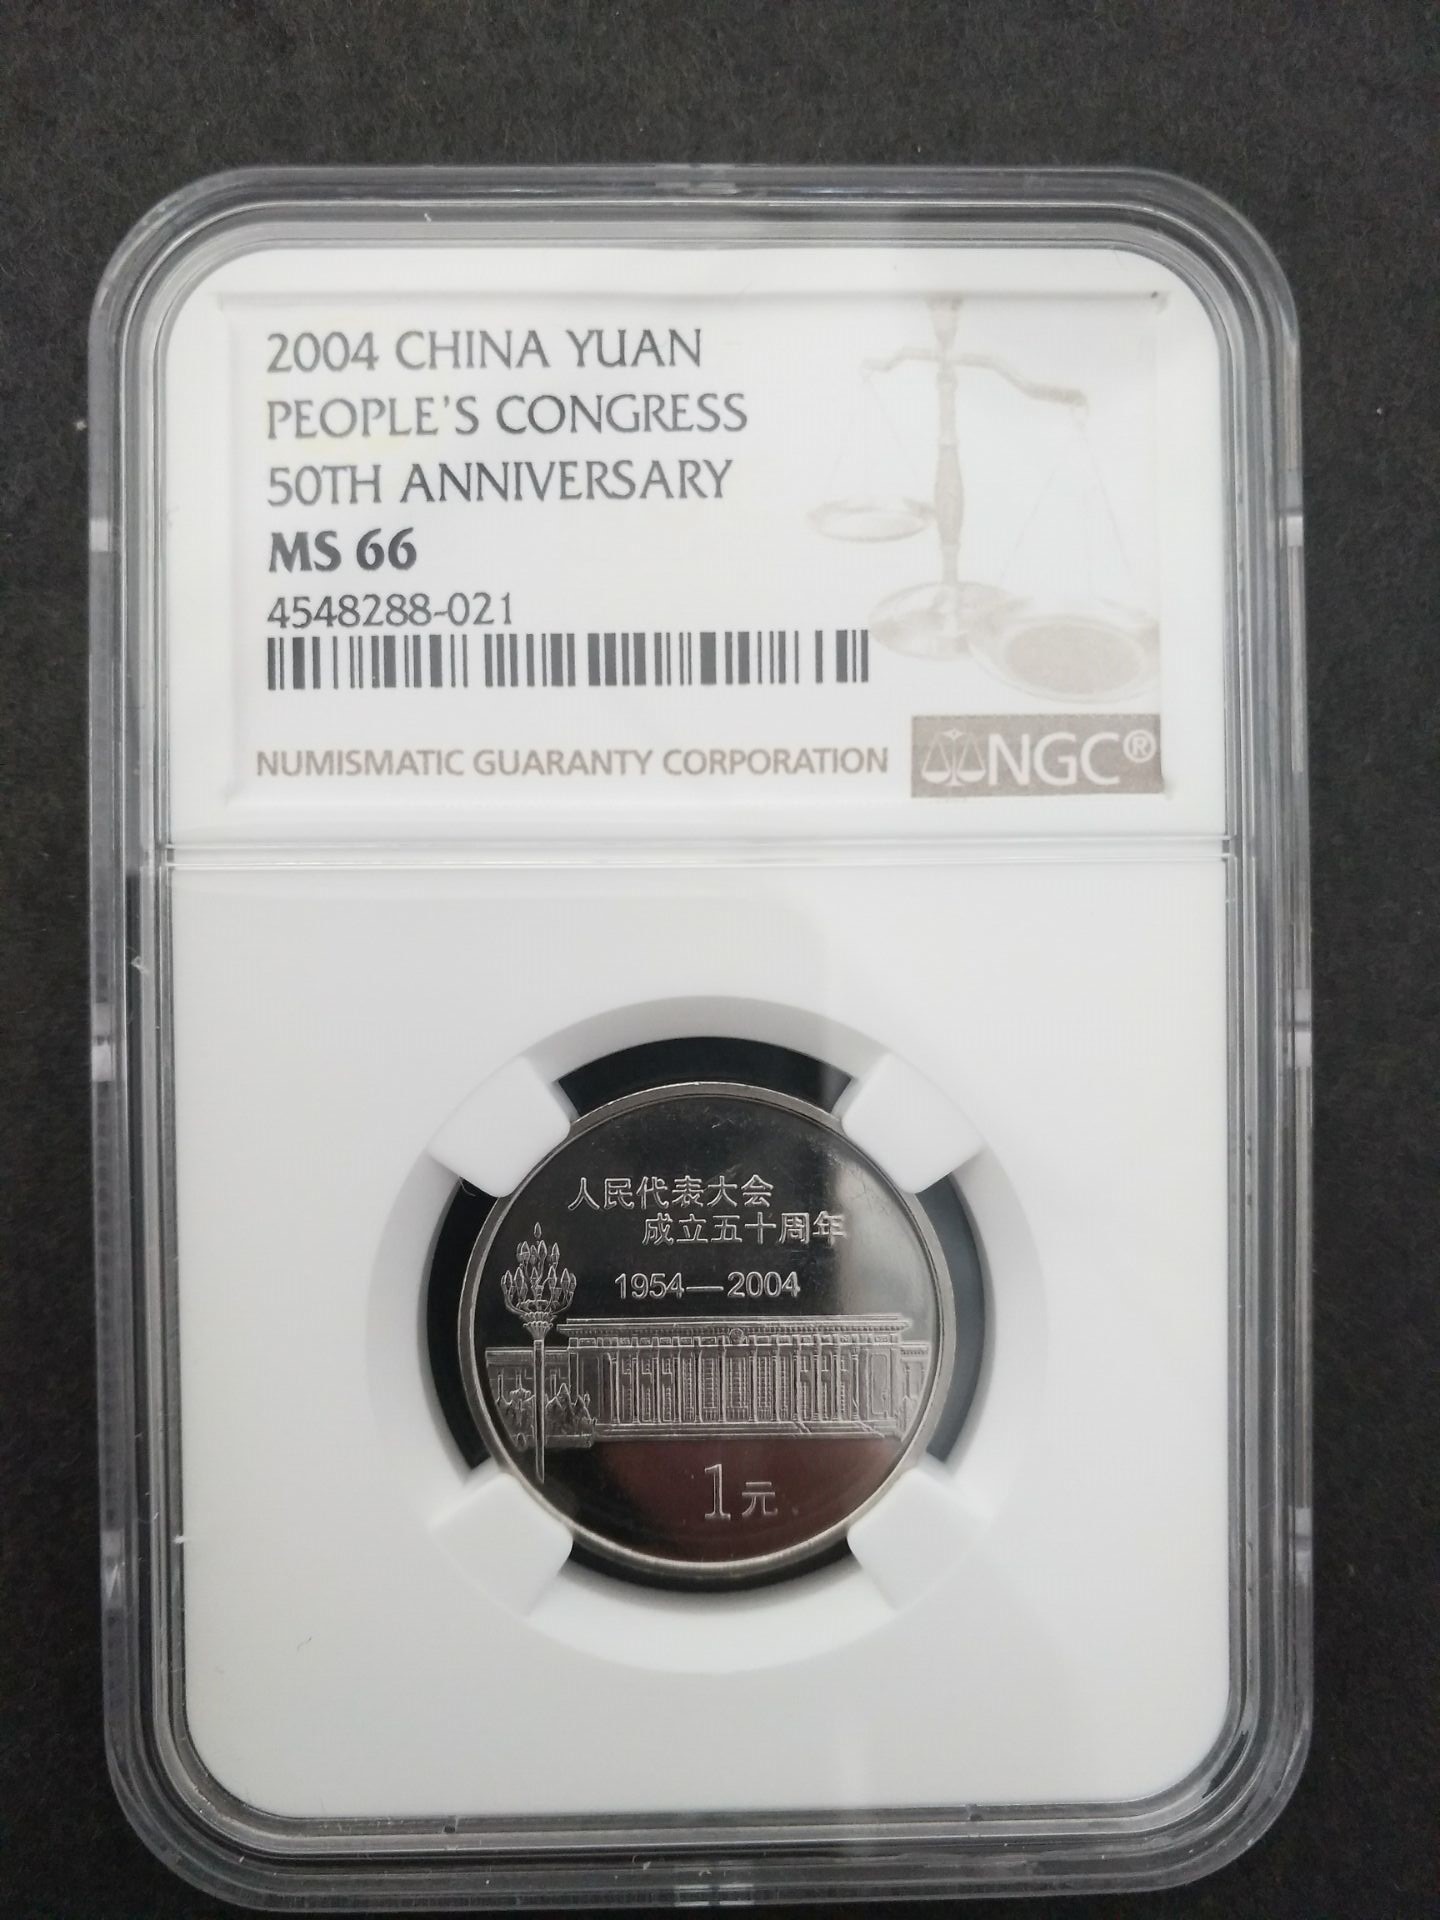 2004 CHINA YUAN
PEOPLE'S CONGRESS
50TH ANNIVERSARY
MS 66
4548288-021
NUMISMATIC GUARANTY CORPORATION NGC®
人民代表大会
成立五十周年
1954—2004
1元